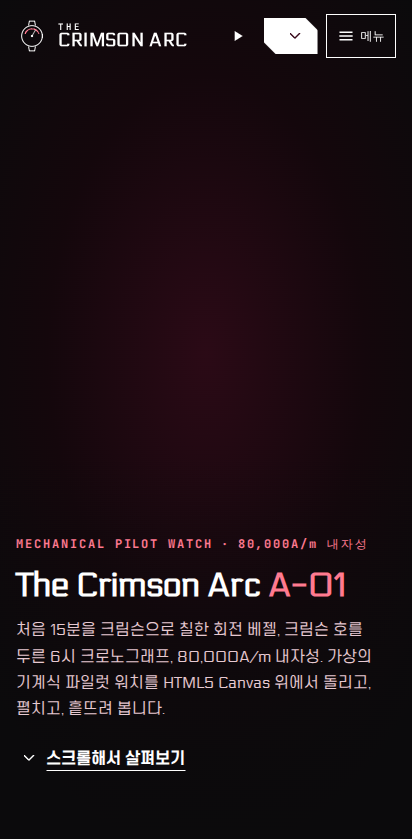 THE
CRIMSON ARC
메뉴
MECHANICAL PILOT WATCH · 80,000A/m 내자성
The Crimson Arc A-01
처음 15분을 크림슨으로 칠한 회전 베젤, 크림슨 호를
두른 6시 크로노그래프, 80,000A/m 내자성. 가상의
기계식 파일럿 워치를 HTML5 Canvas 위에서 돌리고,
펼치고, 흩뜨려 봅니다.
스크롤해서 살펴보기